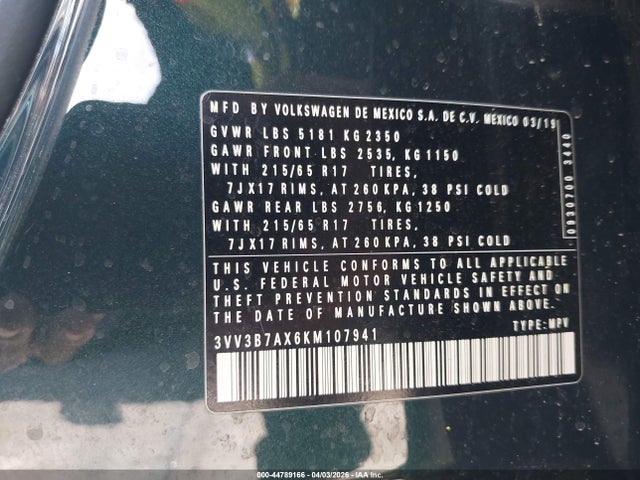 MFD BY VOLKSWAGEN DE MEXICO S.A. DE C.V. MEXICO 03/19
GVWR LBS 5181 KG 2350
GAWR FRONT LBS 2535, KG 1150
WITH 215/65 R17 TIRES,
7JX17 RIMS, AT 260 KPA, 38 PSI COLD
GAWR REAR LBS 2756, KG 1250
WITH 215/65 R17 TIRES,
7JX17 RIMS, AT 260 KPA, 38 PSI COLD
THIS VEHICLE CONFORMS TO ALL APPLICABLE
U.S. FEDERAL MOTOR VEHICLE SAFETY AND
THEFT PREVENTION STANDARDS IN EFFECT ON
THE DATE OF MANUFACTURE SHOWN ABOVE.
3VV3B7AX6KM107941 TYPE: MPV
0830700 3440
000-44789166 - 04/03/2026 - IAA Inc.